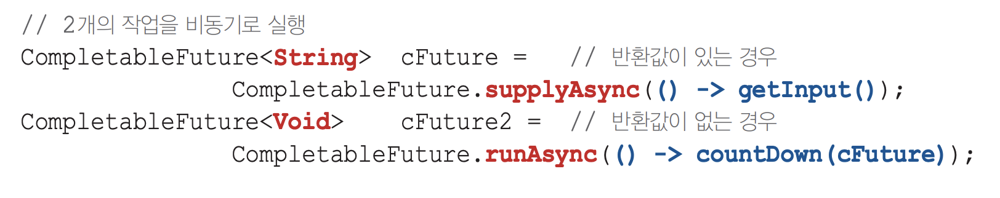 // 2개의 작업을 비동기로 실행
CompletableFuture<String>  cFuture =   // 반환값이 있는 경우
CompletableFuture.supplyAsync(() -> getInput());
CompletableFuture<Void>    cFuture2 =  // 반환값이 없는 경우
CompletableFuture.runAsync(() -> countDown(cFuture));